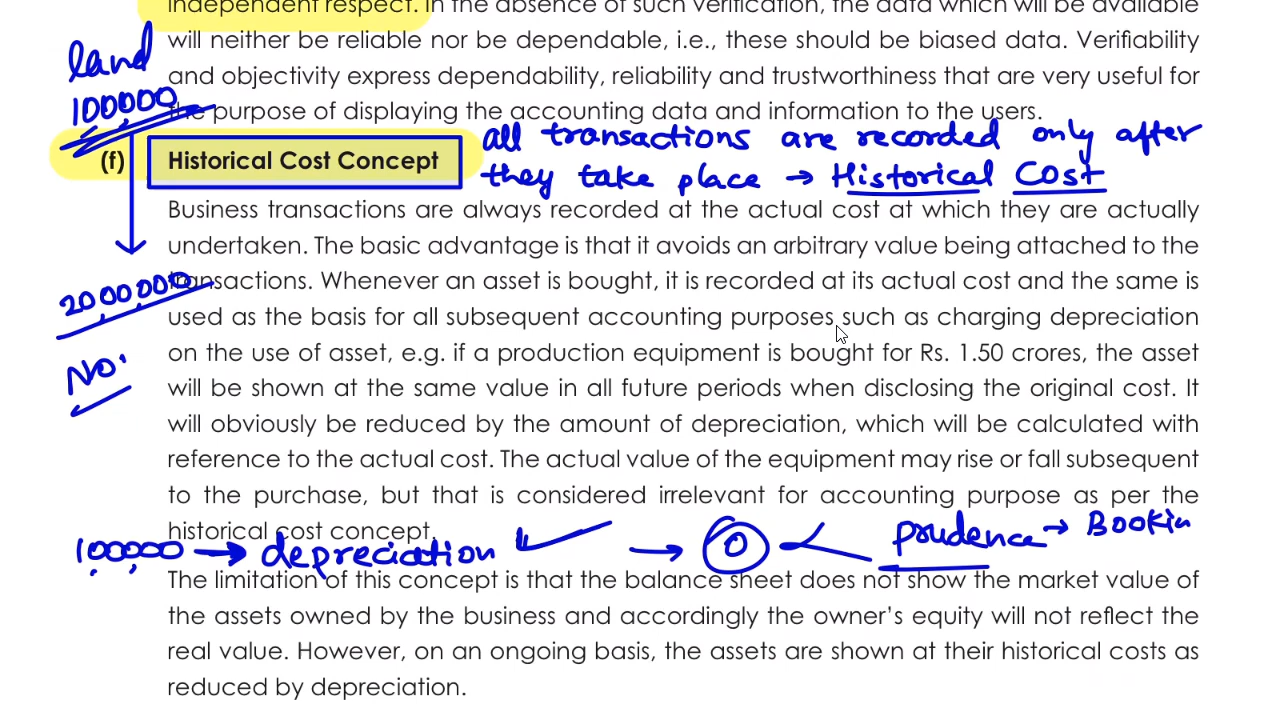 independent respect. In the absence of such verification, the data which will be available
will neither be reliable nor be dependable, i.e., these should be biased data. Verifiability
and objectivity express dependability, reliability and trustworthiness that are very useful for
the purpose of displaying the accounting data and information to the users.
land
100,000
(f) Historical Cost Concept
all transactions are recorded only after
they take place → Historical Cost
Business transactions are always recorded at the actual cost at which they are actually
undertaken. The basic advantage is that it avoids an arbitrary value being attached to the
transactions. Whenever an asset is bought, it is recorded at its actual cost and the same is
used as the basis for all subsequent accounting purposes such as charging depreciation
on the use of asset, e.g. if a production equipment is bought for Rs. 1.50 crores, the asset
will be shown at the same value in all future periods when disclosing the original cost. It
will obviously be reduced by the amount of depreciation, which will be calculated with
reference to the actual cost. The actual value of the equipment may rise or fall subsequent
to the purchase, but that is considered irrelevant for accounting purpose as per the
historical cost concept.
NO
→ depreciation → 0 prudence → Bookin
The limitation of this concept is that the balance sheet does not show the market value of
the assets owned by the business and accordingly the owner's equity will not reflect the
real value. However, on an ongoing basis, the assets are shown at their historical costs as
reduced by depreciation.